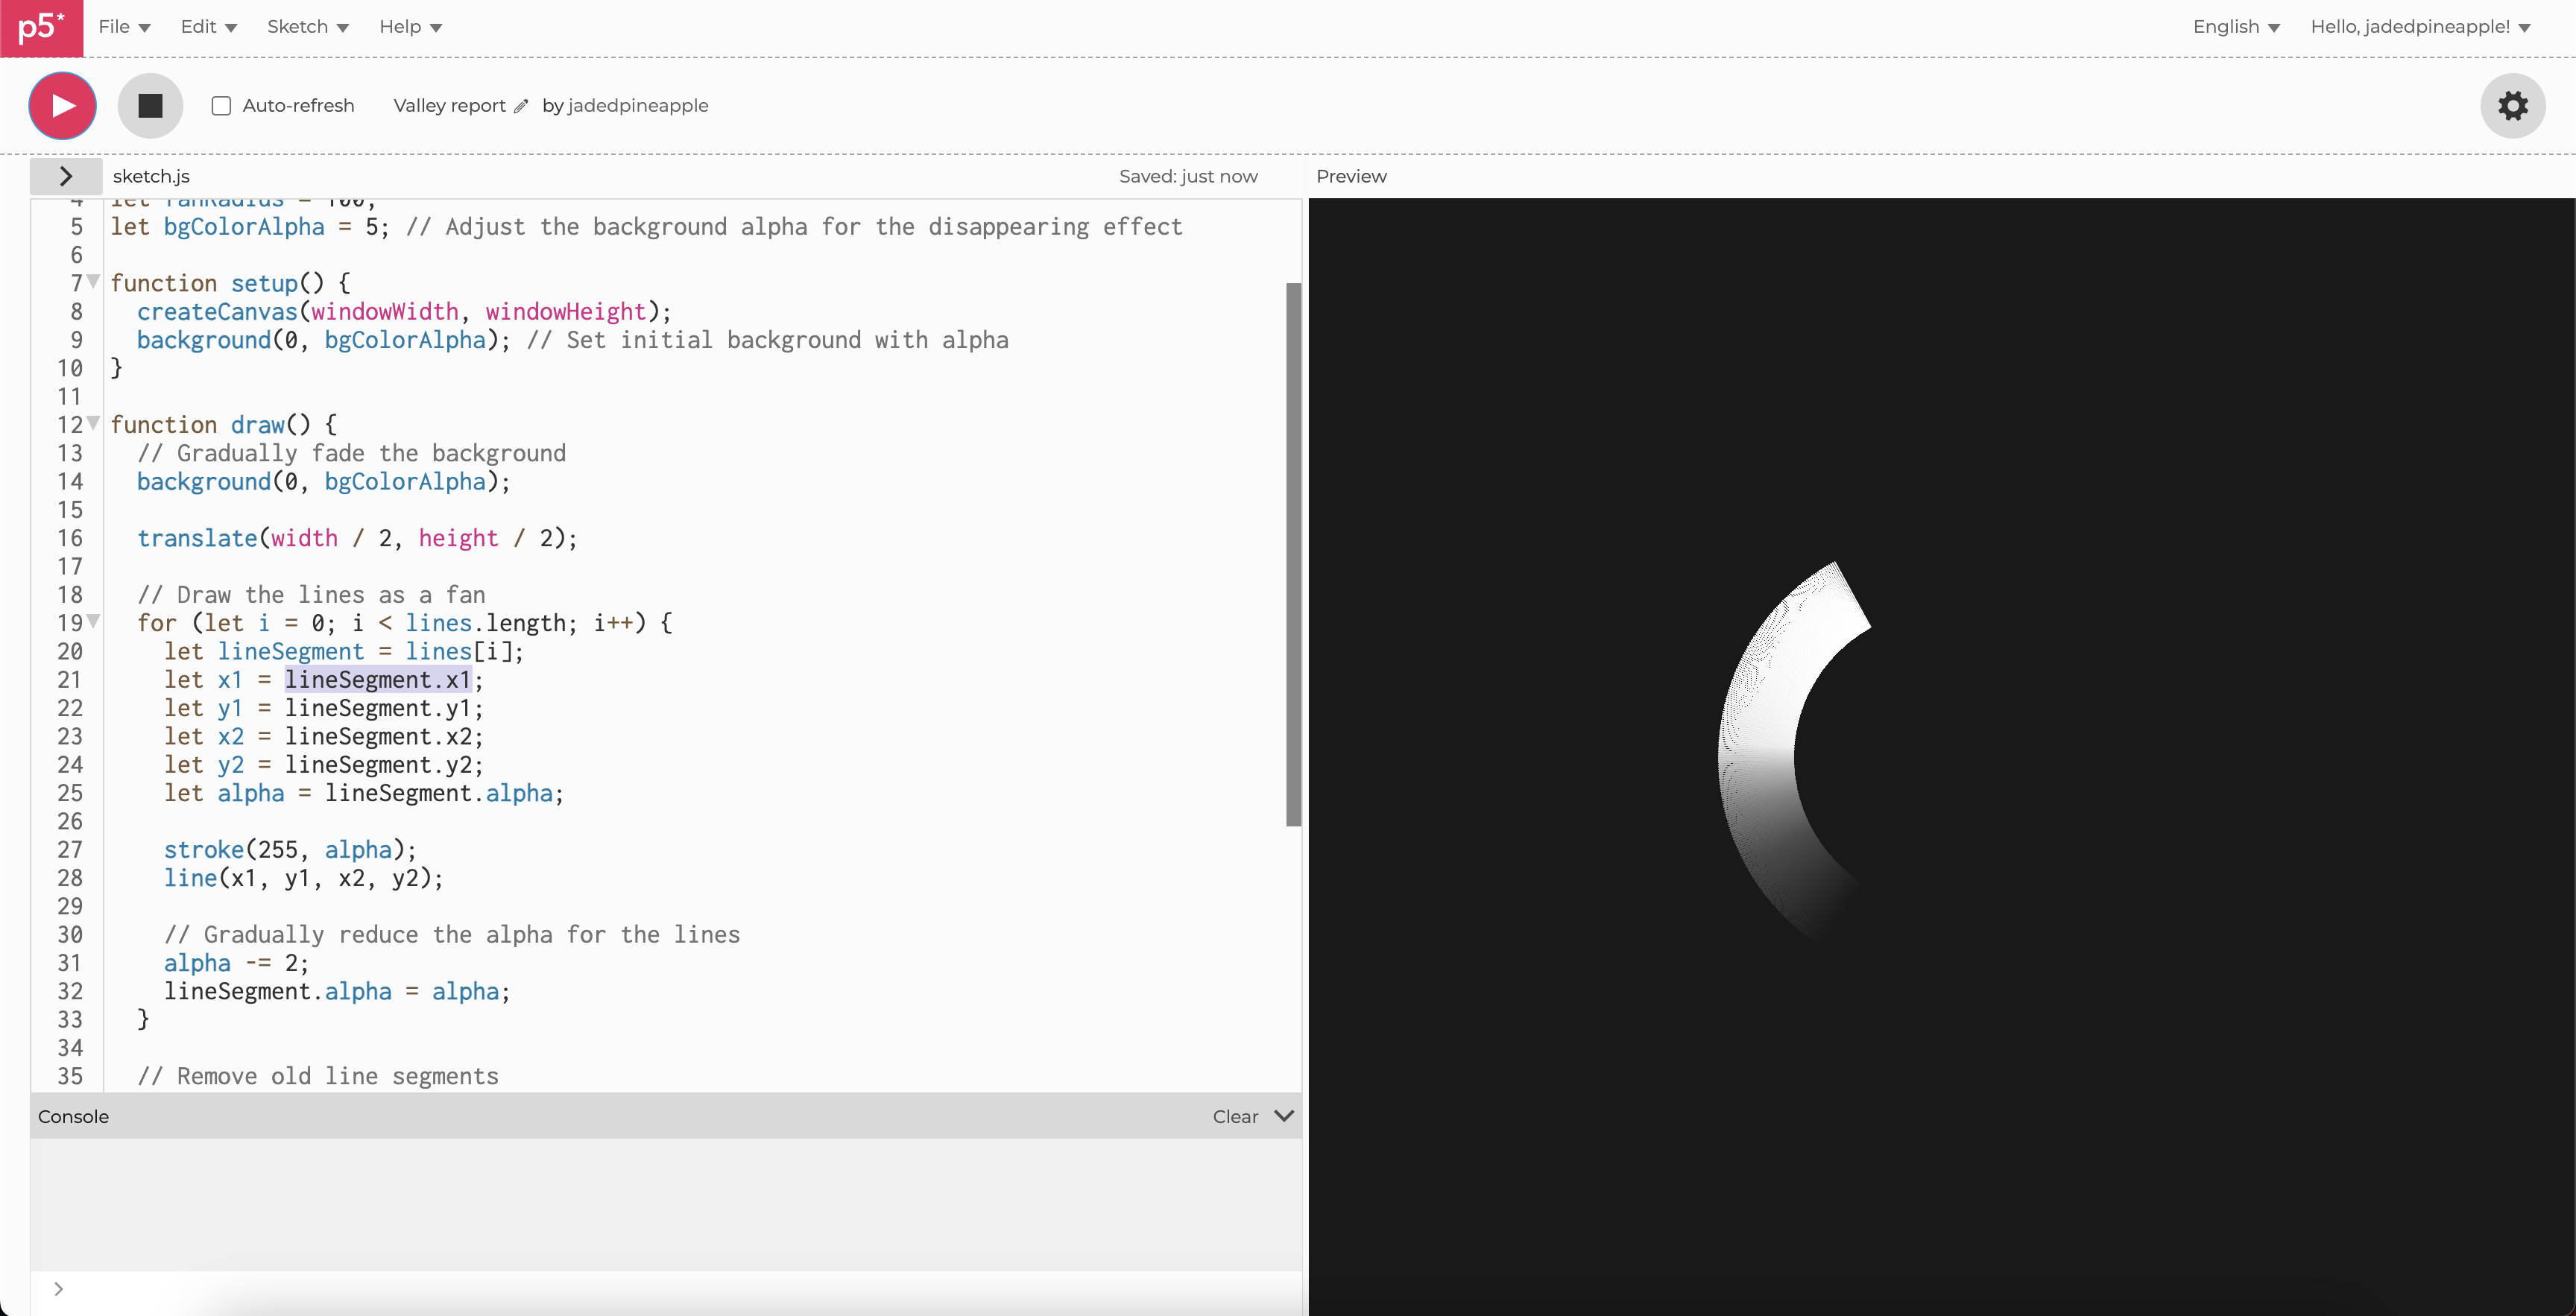 p5* File Edit Sketch Help English Hello, jadedpineapple!
Auto-refresh Valley report by jadedpineapple
sketch.js Saved: just now Preview
4 let fanRadius = 100;
5 let bgColorAlpha = 5; // Adjust the background alpha for the disappearing effect
6
7 function setup() {
8 createCanvas(windowWidth, windowHeight);
9 background(0, bgColorAlpha); // Set initial background with alpha
10 }
11
12 function draw() {
13 // Gradually fade the background
14 background(0, bgColorAlpha);
15
16 translate(width / 2, height / 2);
17
18 // Draw the lines as a fan
19 for (let i = 0; i < lines.length; i++) {
20 let lineSegment = lines[i];
21 let x1 = lineSegment.x1;
22 let y1 = lineSegment.y1;
23 let x2 = lineSegment.x2;
24 let y2 = lineSegment.y2;
25 let alpha = lineSegment.alpha;
26
27 stroke(255, alpha);
28 line(x1, y1, x2, y2);
29
30 // Gradually reduce the alpha for the lines
31 alpha -= 2;
32 lineSegment.alpha = alpha;
33 }
34
35 // Remove old line segments
Console Clear
>